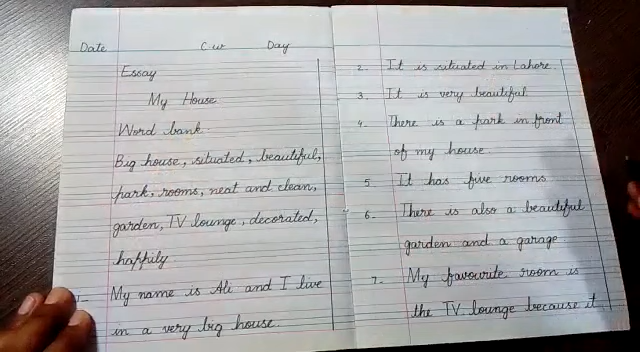 Date C.W Day
Essay
My House
Word bank:
Big house, situated, beautiful,
park, rooms, neat and clean,
garden, TV lounge, decorated,
happily
1. My name is Ali and I live
in a very big house.
2. It is situated in Lahore.
3. It is very beautiful
4. There is a park in front
of my house
5 It has five rooms
6. There is also a beautiful
garden and a garage.
7. My favourite room is
the TV lounge because it